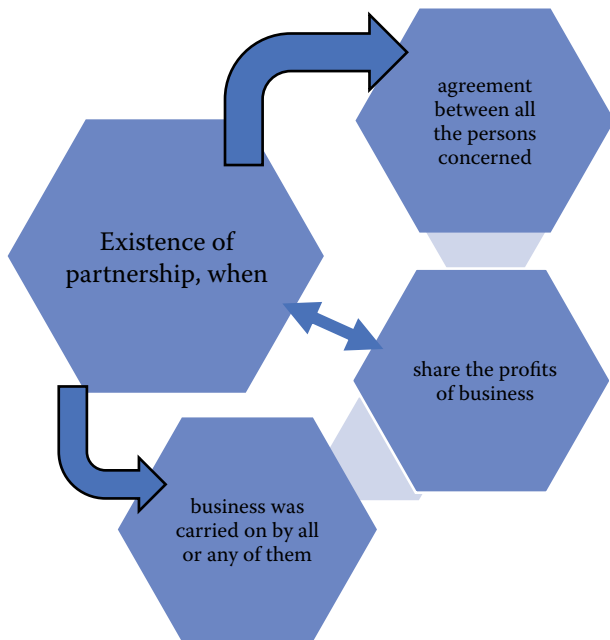 agreement
between all
the persons
concerned
Existence of
partnership, when
share the profits
of business
business was
carried on by all
or any of them